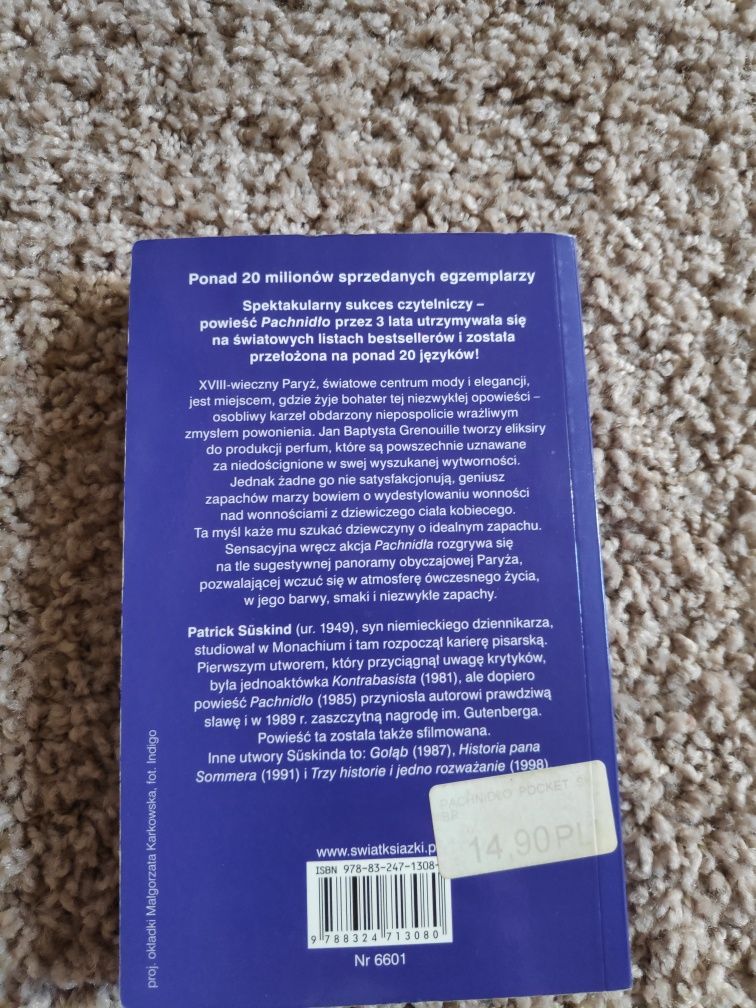 Ponad 20 milionów sprzedanych egzemplarzy
Spektakularny sukces czytelniczy –
powieść Pachnidło przez 3 lata utrzymywała się
na światowych listach bestsellerów i została
przełożona na ponad 20 języków!
XVIII-wieczny Paryż, światowe centrum mody i elegancji,
jest miejscem, gdzie żyje bohater tej niezwykłej opowieści –
osobliwy karzeł obdarzony niepospolicie wrażliwym
zmysłem powonienia. Jan Baptysta Grenouille tworzy eliksiry
do produkcji perfum, które są powszechnie uznawane
za niedoścignione w swej wyszukanej wytworności.
Jednak żadne go nie satysfakcjonują, geniusz
zapachów marzy bowiem o wydestylowaniu wonności
nad wonnościami z dziewiczego ciała kobiecego.
Ta myśl każe mu szukać dziewczyny o idealnym zapachu.
Sensacyjna wręcz akcja Pachnidła rozgrywa się
na tle sugestywnej panoramy obyczajowej Paryża,
pozwalającej wczuć się w atmosferę ówczesnego życia,
w jego barwy, smaki i niezwykłe zapachy.
Patrick Süskind (ur. 1949), syn niemieckiego dziennikarza,
studiował w Monachium i tam rozpoczął karierę pisarską.
Pierwszym utworem, który przyciągnął uwagę krytyków,
była jednoaktówka Kontrabasista (1981), ale dopiero
powieść Pachnidło (1985) przyniosła autorowi prawdziwą
sławę i w 1989 r. zaszczytną nagrodę im. Gutenberga.
Powieść ta została także sfilmowana.
Inne utwory Süskinda to: Gołąb (1987), Historia pana
Sommera (1991) i Trzy historie i jedno rozważanie (1998)
PACHNIDŁO POCKET
BR
14,90PL
www.swiatksiazki.p
ISBN 978-83-247-1308-
9 788324 713080
Nr 6601
proj. okładki Małgorzata Karkowska, fot. Indigo